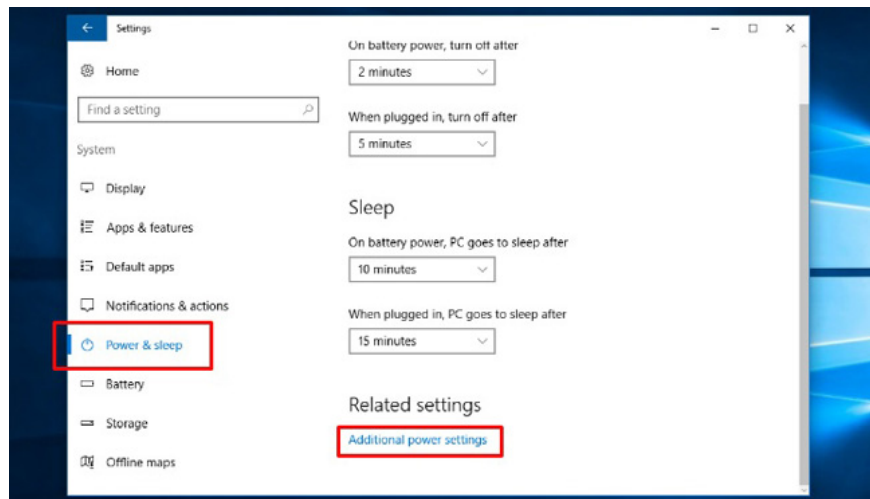 Settings
Home
Find a setting
System
Display
Apps & features
Default apps
Notifications & actions
Power & sleep
Battery
Storage
Offline maps
On battery power, turn off after
2 minutes
When plugged in, turn off after
5 minutes
Sleep
On battery power, PC goes to sleep after
10 minutes
When plugged in, PC goes to sleep after
15 minutes
Related settings
Additional power settings